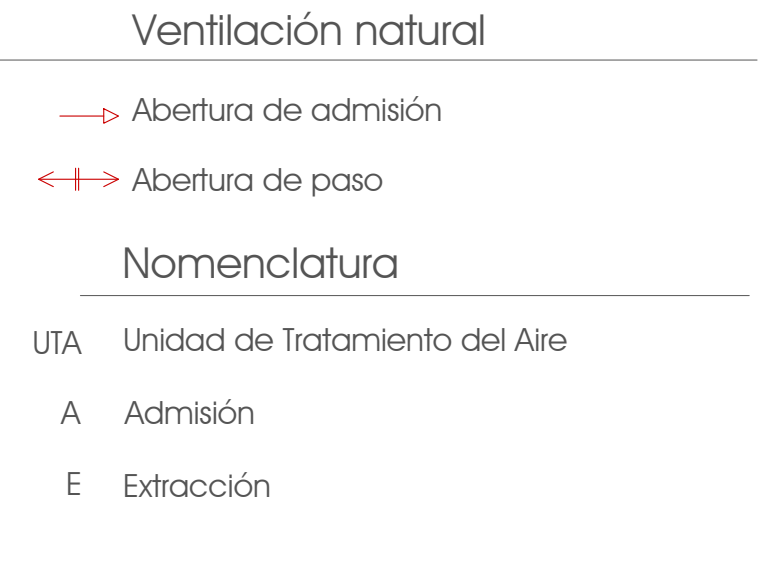 Ventilación natural
Abertura de admisión
Abertura de paso
Nomenclatura
UTA Unidad de Tratamiento del Aire
A Admisión
E Extracción